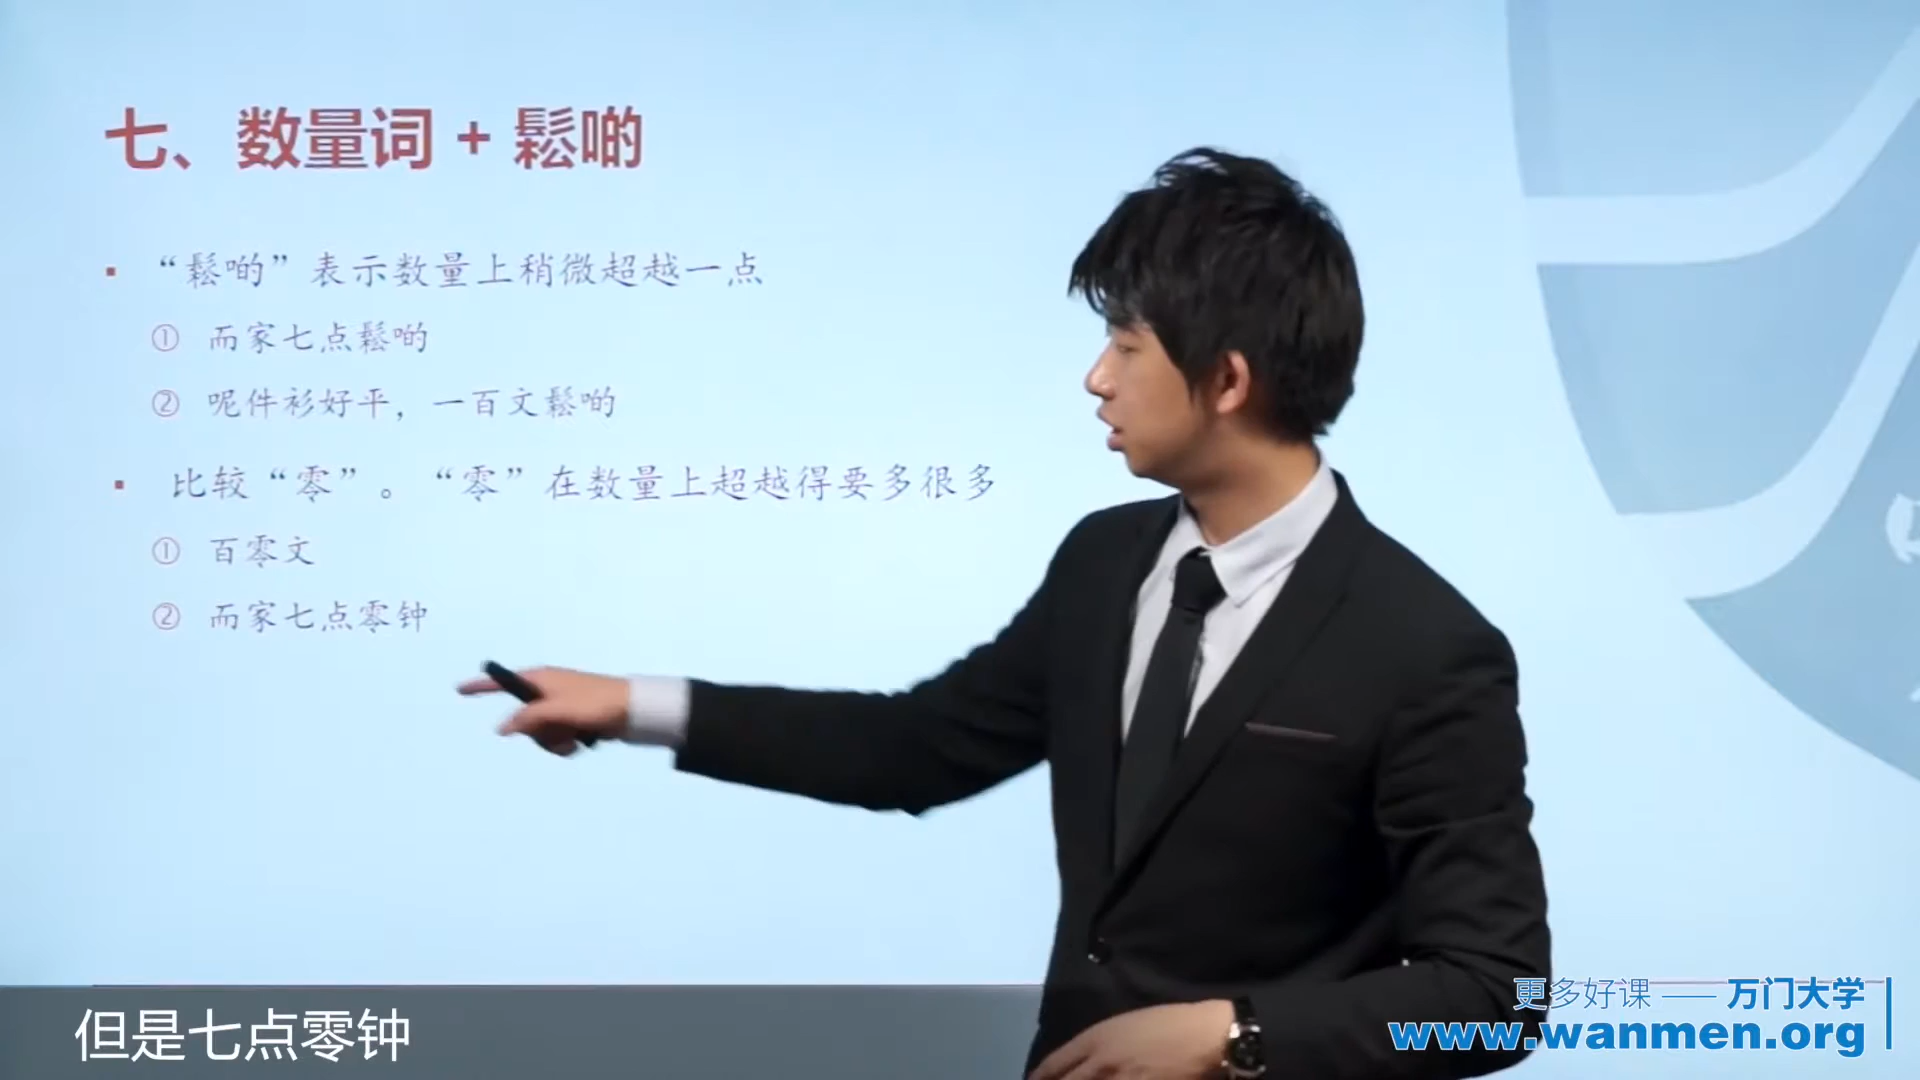 七、数量词 + 鬆啲
▪ “鬆啲”表示数量上稍微超越一点
① 而家七点鬆啲
② 呢件衫好平，一百文鬆啲
▪ 比较“零”。“零”在数量上超越得要多很多
① 百零文
② 而家七点零钟
但是七点零钟
更多好课 —— 万门大学
www.wanmen.org